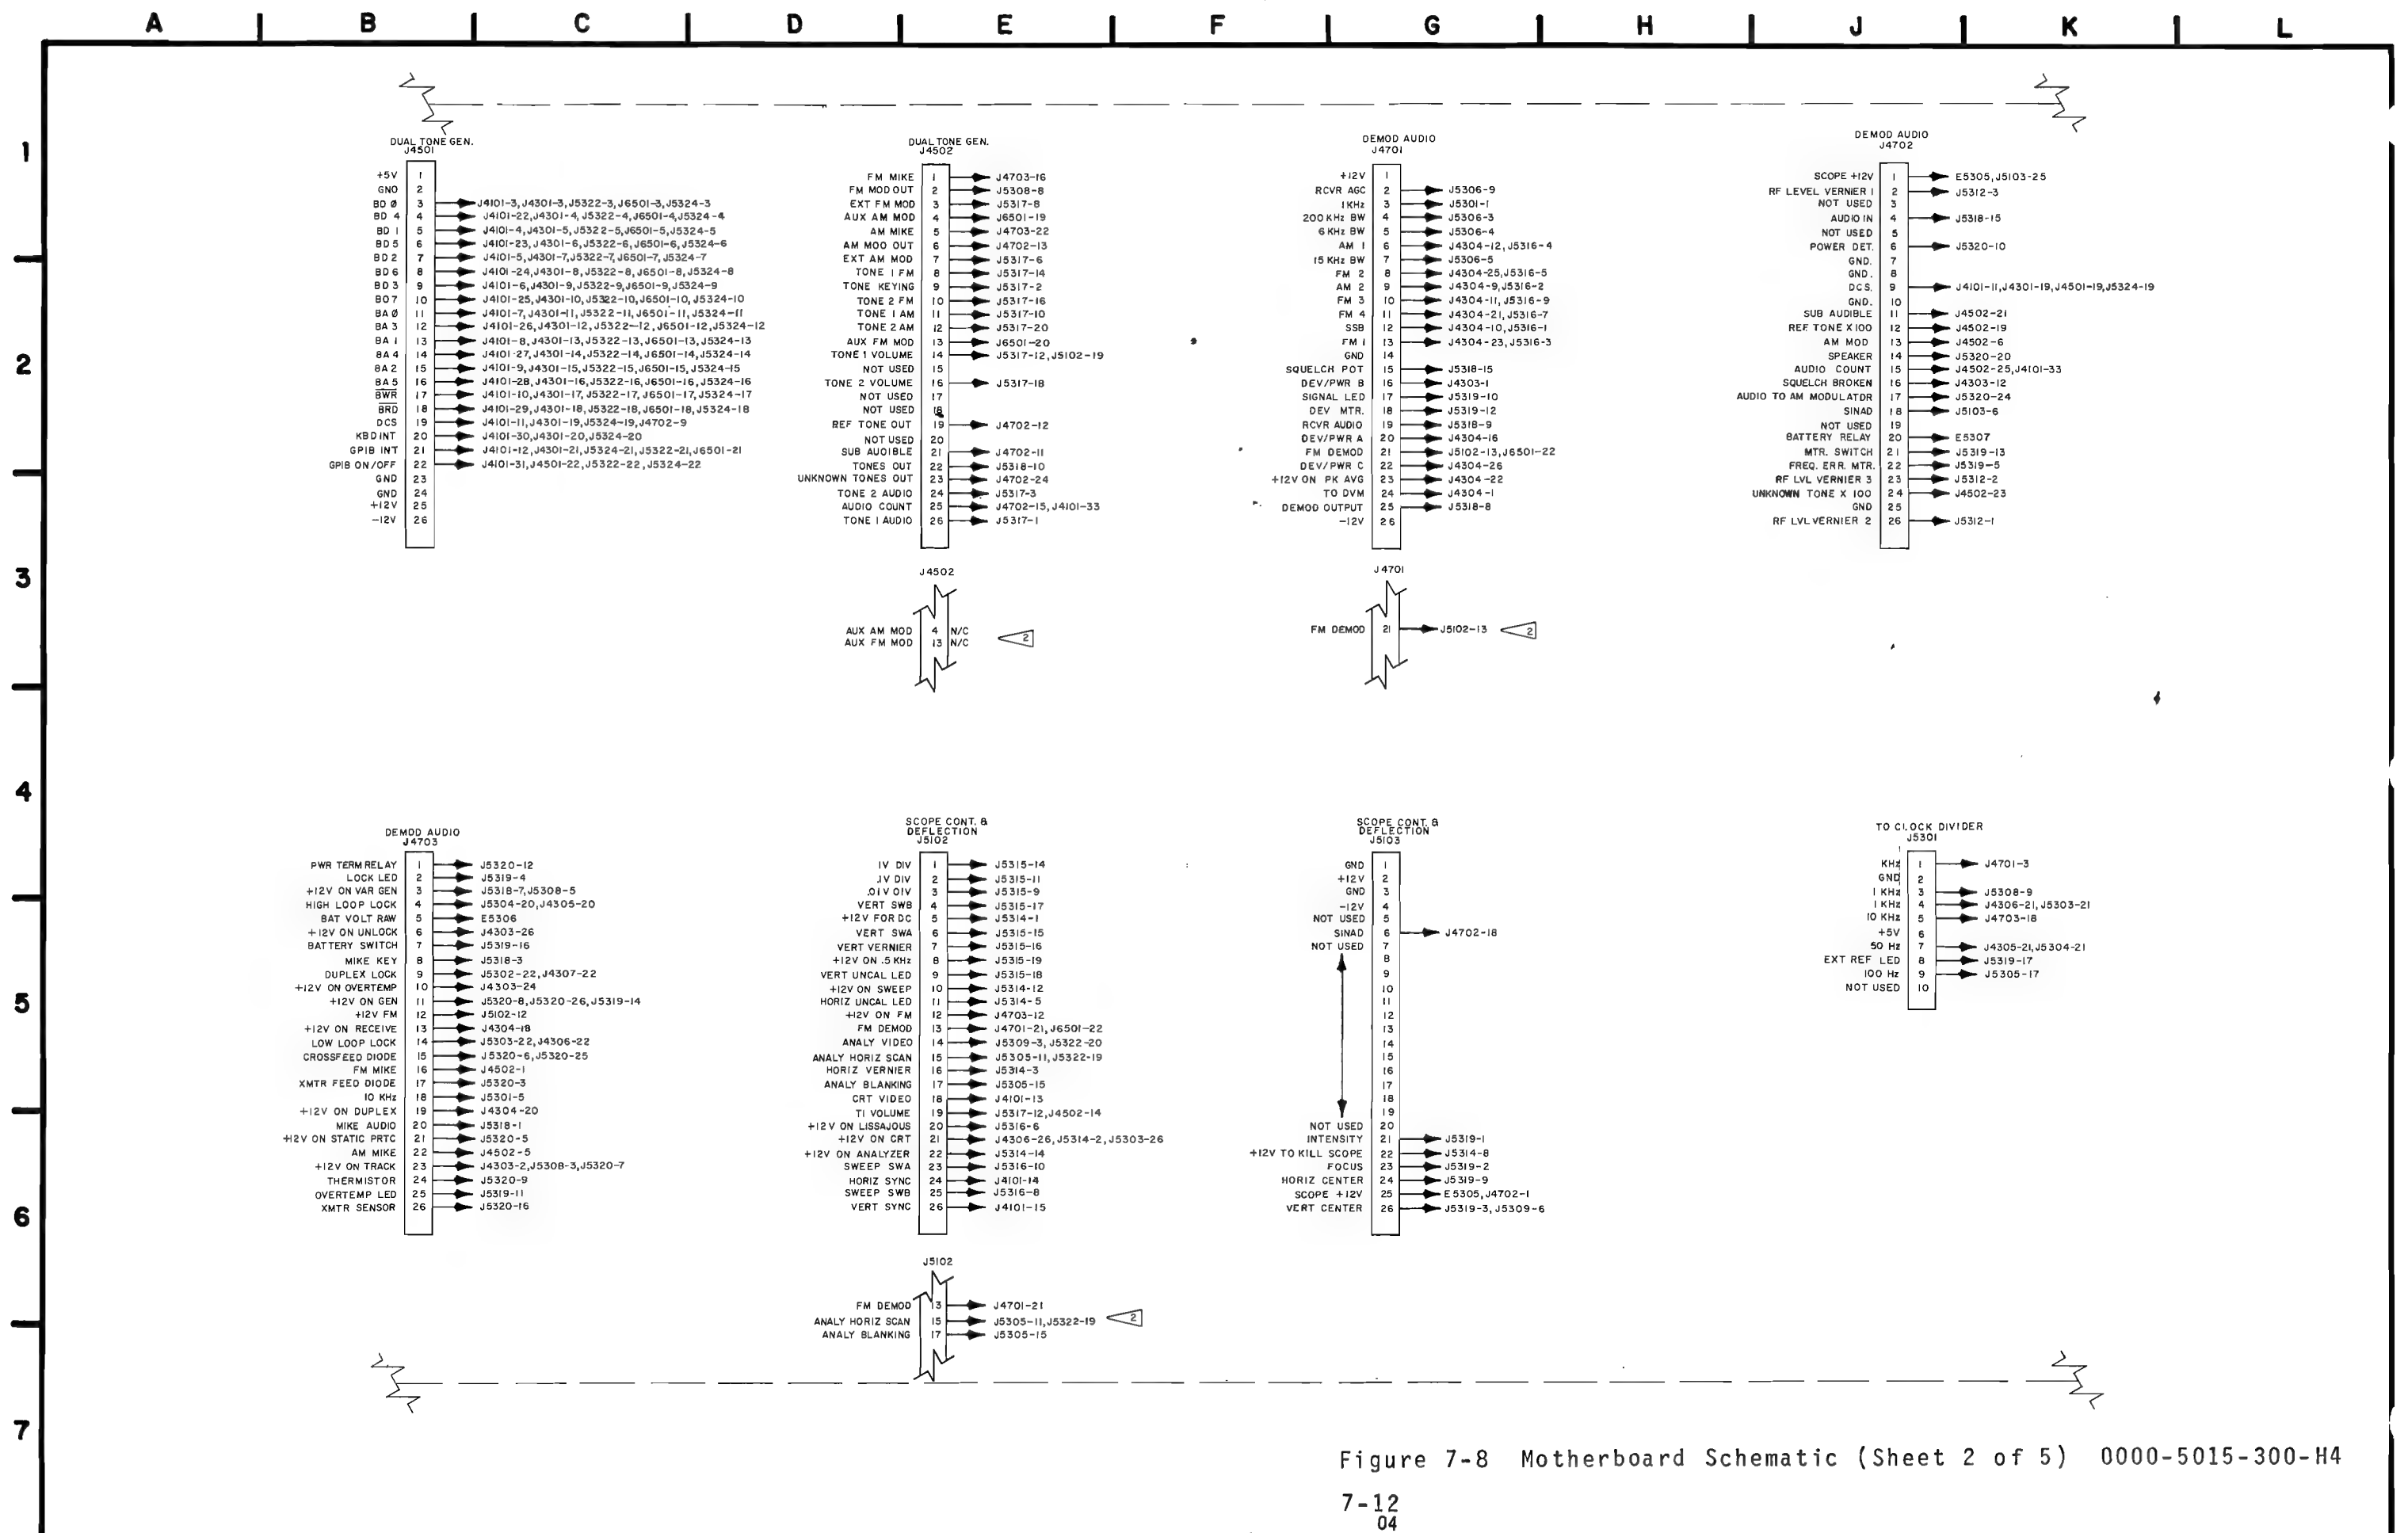 A B C D E F G H J K L
1
2
3
4
5
6
7
DUAL TONE GEN.
J4501
+5V 1
GND 2
BD Ø 3 J4101-3,J4301-3,J5322-3,J6501-3,J5324-3
BD 4 4 J4101-22,J4301-4,J5322-4,J6501-4,J5324-4
BD 1 5 J4101-4,J4301-5,J5322-5,J6501-5,J5324-5
BD 5 6 J4101-23,J4301-6,J5322-6,J6501-6,J5324-6
BD 2 7 J4101-5,J4301-7,J5322-7,J6501-7,J5324-7
BD 6 8 J4101-24,J4301-8,J5322-8,J6501-8,J5324-8
BD 3 9 J4101-6,J4301-9,J5322-9,J6501-9,J5324-9
BD 7 10 J4101-25,J4301-10,J5322-10,J6501-10,J5324-10
BA Ø 11 J4101-7,J4301-11,J5322-11,J6501-11,J5324-11
BA 3 12 J4101-26,J4301-12,J5322-12,J6501-12,J5324-12
BA 1 13 J4101-8,J4301-13,J5322-13,J6501-13,J5324-13
BA 4 14 J4101-27,J4301-14,J5322-14,J6501-14,J5324-14
BA 2 15 J4101-9,J4301-15,J5322-15,J6501-15,J5324-15
BA 5 16 J4101-28,J4301-16,J5322-16,J6501-16,J5324-16
BWR 17 J4101-10,J4301-17,J5322-17,J6501-17,J5324-17
BRD 18 J4101-29,J4301-18,J5322-18,J6501-18,J5324-18
DCS 19 J4101-11,J4301-19,J5324-19,J4702-9
KBD INT 20 J4101-30,J4301-20,J5324-20
GPIB INT 21 J4101-12,J4301-21,J5324-21,J5322-21,J6501-21
GPIB ON/OFF 22 J4101-31,J4501-22,J5322-22,J5324-22
GND 23
GND 24
+12V 25
-12V 26
DUAL TONE GEN.
J4502
FM MIKE 1 J4703-16
FM MOD OUT 2 J5308-8
EXT FM MOD 3 J5317-8
AUX AM MOD 4 J6501-19
AM MIKE 5 J4703-22
AM MOD OUT 6 J4702-13
EXT AM MOD 7 J5317-6
TONE 1 FM 8 J5317-14
TONE KEYING 9 J5317-2
TONE 2 FM 10 J5317-16
TONE 1 AM 11 J5317-10
TONE 2 AM 12 J5317-20
AUX FM MOD 13 J6501-20
TONE 1 VOLUME 14 J5317-12,J5102-19
NOT USED 15
TONE 2 VOLUME 16 J5317-18
NOT USED 17
NOT USED 18
REF TONE OUT 19 J4702-12
NOT USED 20
SUB AUDIBLE 21 J4702-11
TONES OUT 22 J5318-10
UNKNOWN TONES OUT 23 J4702-24
TONE 2 AUDIO 24 J5317-3
AUDIO COUNT 25 J4702-15,J4101-33
TONE 1 AUDIO 26 J5317-1
DEMOD AUDIO
J4701
+12V 1
RCVR AGC 2 J5306-9
1KHz 3 J5301-1
200KHz BW 4 J5306-3
6 KHz BW 5 J5306-4
AM 1 6 J4304-12,J5316-4
15 KHz BW 7 J5306-5
FM 2 8 J4304-25,J5316-5
AM 2 9 J4304-9,J5316-2
FM 3 10 J4304-11,J5316-9
FM 4 11 J4304-21,J5316-7
SSB 12 J4304-10,J5316-1
FM 1 13 J4304-23,J5316-3
GND 14
SQUELCH POT 15 J5318-15
DEV/PWR B 16 J4303-1
SIGNAL LED 17 J5319-10
DEV MTR. 18 J5319-12
RCVR AUDIO 19 J5318-9
DEV/PWR A 20 J4304-16
FM DEMOD 21 J5102-13,J6501-22
DEV/PWR C 22 J4304-26
+12V ON PK AVG 23 J4304-22
TO DVM 24 J4304-1
DEMOD OUTPUT 25 J5318-8
-12V 26
DEMOD AUDIO
J4702
SCOPE +12V 1 E5305,J5103-25
RF LEVEL VERNIER 1 2 J5312-3
NOT USED 3
AUDIO IN 4 J5318-15
NOT USED 5
POWER DET. 6 J5320-10
GND. 7
GND. 8
DCS. 9 J4101-11,J4301-19,J4501-19,J5324-19
GND. 10
SUB AUDIBLE 11 J4502-21
REF TONE X100 12 J4502-19
AM MOD 13 J4502-6
SPEAKER 14 J5320-20
AUDIO COUNT 15 J4502-25,J4101-33
SQUELCH BROKEN 16 J4303-12
AUDIO TO AM MODULATOR 17 J5320-24
SINAD 18 J5103-6
NOT USED 19
BATTERY RELAY 20 E5307
MTR. SWITCH 21 J5319-13
FREQ. ERR. MTR. 22 J5319-5
RF LVL VERNIER 3 23 J5312-2
UNKNOWN TONE X 100 24 J4502-23
GND 25
RF LVL VERNIER 2 26 J5312-1
J4502
AUX AM MOD 4 N/C
AUX FM MOD 13 N/C
2
J4701
FM DEMOD 21 J5102-13 2
DEMOD AUDIO
J4703
PWR TERM RELAY 1 J5320-12
LOCK LED 2 J5319-4
+12V ON VAR GEN 3 J5318-7,J5308-5
HIGH LOOP LOCK 4 J5304-20,J4305-20
BAT VOLT RAW 5 E5306
+12V ON UNLOCK 6 J4303-26
BATTERY SWITCH 7 J5319-16
MIKE KEY 8 J5318-3
DUPLEX LOCK 9 J5302-22,J4307-22
+12V ON OVERTEMP 10 J4303-24
+12V ON GEN 11 J5320-8,J5320-26,J5319-14
+12V FM 12 J5102-12
+12V ON RECEIVE 13 J4304-18
LOW LOOP LOCK 14 J5303-22,J4306-22
CROSSFEED DIODE 15 J5320-6,J5320-25
FM MIKE 16 J4502-1
XMTR FEED DIODE 17 J5320-3
10 KHz 18 J5301-5
+12V ON DUPLEX 19 J4304-20
MIKE AUDIO 20 J5318-1
+12V ON STATIC PRTC 21 J5320-5
AM MIKE 22 J4502-5
+12V ON TRACK 23 J4303-2,J5308-3,J5320-7
THERMISTOR 24 J5320-9
OVERTEMP LED 25 J5319-11
XMTR SENSOR 26 J5320-16
SCOPE CONT. &
DEFLECTION
J5102
1V DIV 1 J5315-14
.1V DIV 2 J5315-11
.01V DIV 3 J5315-9
VERT SWB 4 J5315-17
+12V FOR DC 5 J5314-1
VERT SWA 6 J5315-15
VERT VERNIER 7 J5315-16
+12V ON .5 KHz 8 J5315-19
VERT UNCAL LED 9 J5315-18
+12V ON SWEEP 10 J5314-12
HORIZ UNCAL LED 11 J5314-5
+12V ON FM 12 J4703-12
FM DEMOD 13 J4701-21,J6501-22
ANALY VIDEO 14 J5309-3,J5322-20
ANALY HORIZ SCAN 15 J5305-11,J5322-19
HORIZ VERNIER 16 J5314-3
ANALY BLANKING 17 J5305-15
CRT VIDEO 18 J4101-13
T1 VOLUME 19 J5317-12,J4502-14
+12V ON LISSAJOUS 20 J5316-6
+12V ON CRT 21 J4306-26,J5314-2,J5303-26
+12V ON ANALYZER 22 J5314-14
SWEEP SWA 23 J5316-10
HORIZ SYNC 24 J4101-14
SWEEP SWB 25 J5316-8
VERT SYNC 26 J4101-15
SCOPE CONT. &
DEFLECTION
J5103
GND 1
+12V 2
GND 3
-12V 4
NOT USED 5
SINAD 6 J4702-18
NOT USED 7
8
9
10
11
12
13
14
15
16
17
18
19
NOT USED 20
INTENSITY 21 J5319-1
+12V TO KILL SCOPE 22 J5314-8
FOCUS 23 J5319-2
HORIZ CENTER 24 J5319-9
SCOPE +12V 25 E5305,J4702-1
VERT CENTER 26 J5319-3,J5309-6
TO CLOCK DIVIDER
J5301
KHz 1 J4701-3
GND 2
1 KHz 3 J5308-9
1 KHz 4 J4306-21,J5303-21
10 KHz 5 J4703-18
+5V 6
50 Hz 7 J4305-21,J5304-21
EXT REF LED 8 J5319-17
100 Hz 9 J5305-17
NOT USED 10
J5102
FM DEMOD 13 J4701-21
ANALY HORIZ SCAN 15 J5305-11,J5322-19 2
ANALY BLANKING 17 J5305-15
Figure 7-8 Motherboard Schematic (Sheet 2 of 5) 0000-5015-300-H4
7-12
04